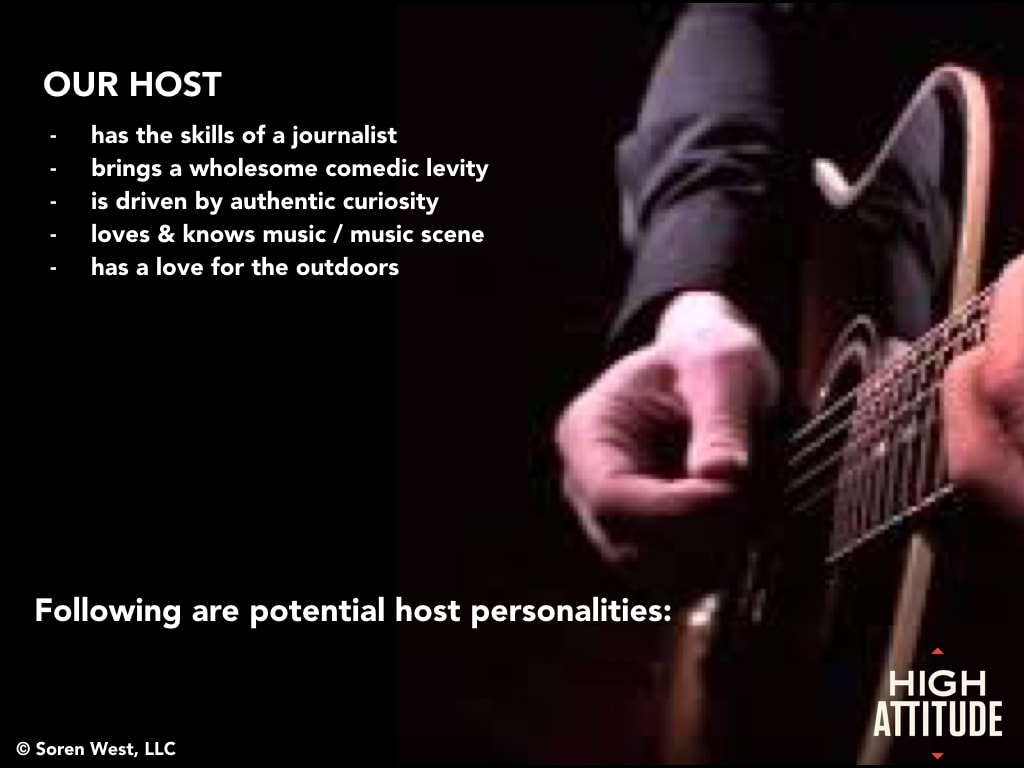 OUR HOST
- has the skills of a journalist
- brings a wholesome comedic levity
- is driven by authentic curiosity
- loves & knows music / music scene
- has a love for the outdoors
Following are potential host personalities:
HIGH
ATTITUDE
© Soren West, LLC